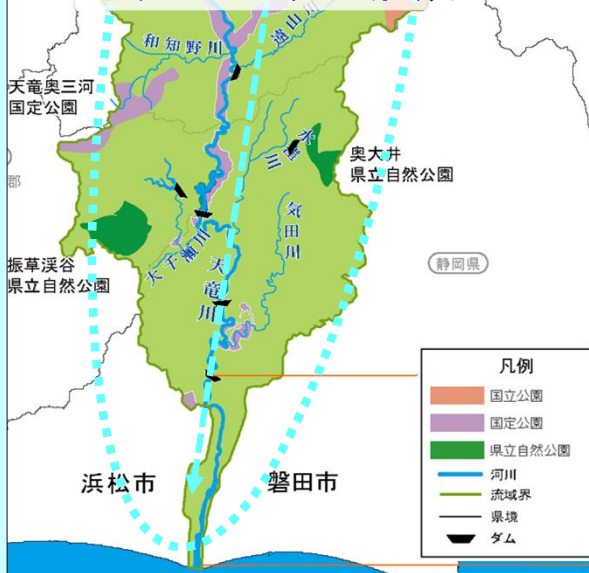 和知野川
遠山川
天竜奥三河
国定公園
水窪川
奥大井
県立自然公園
郡
気田川
大千瀬川
天竜川
振草渓谷
県立自然公園
静岡県
凡例
国立公園
国定公園
県立自然公園
河川
流域界
県境
ダム
浜松市
磐田市